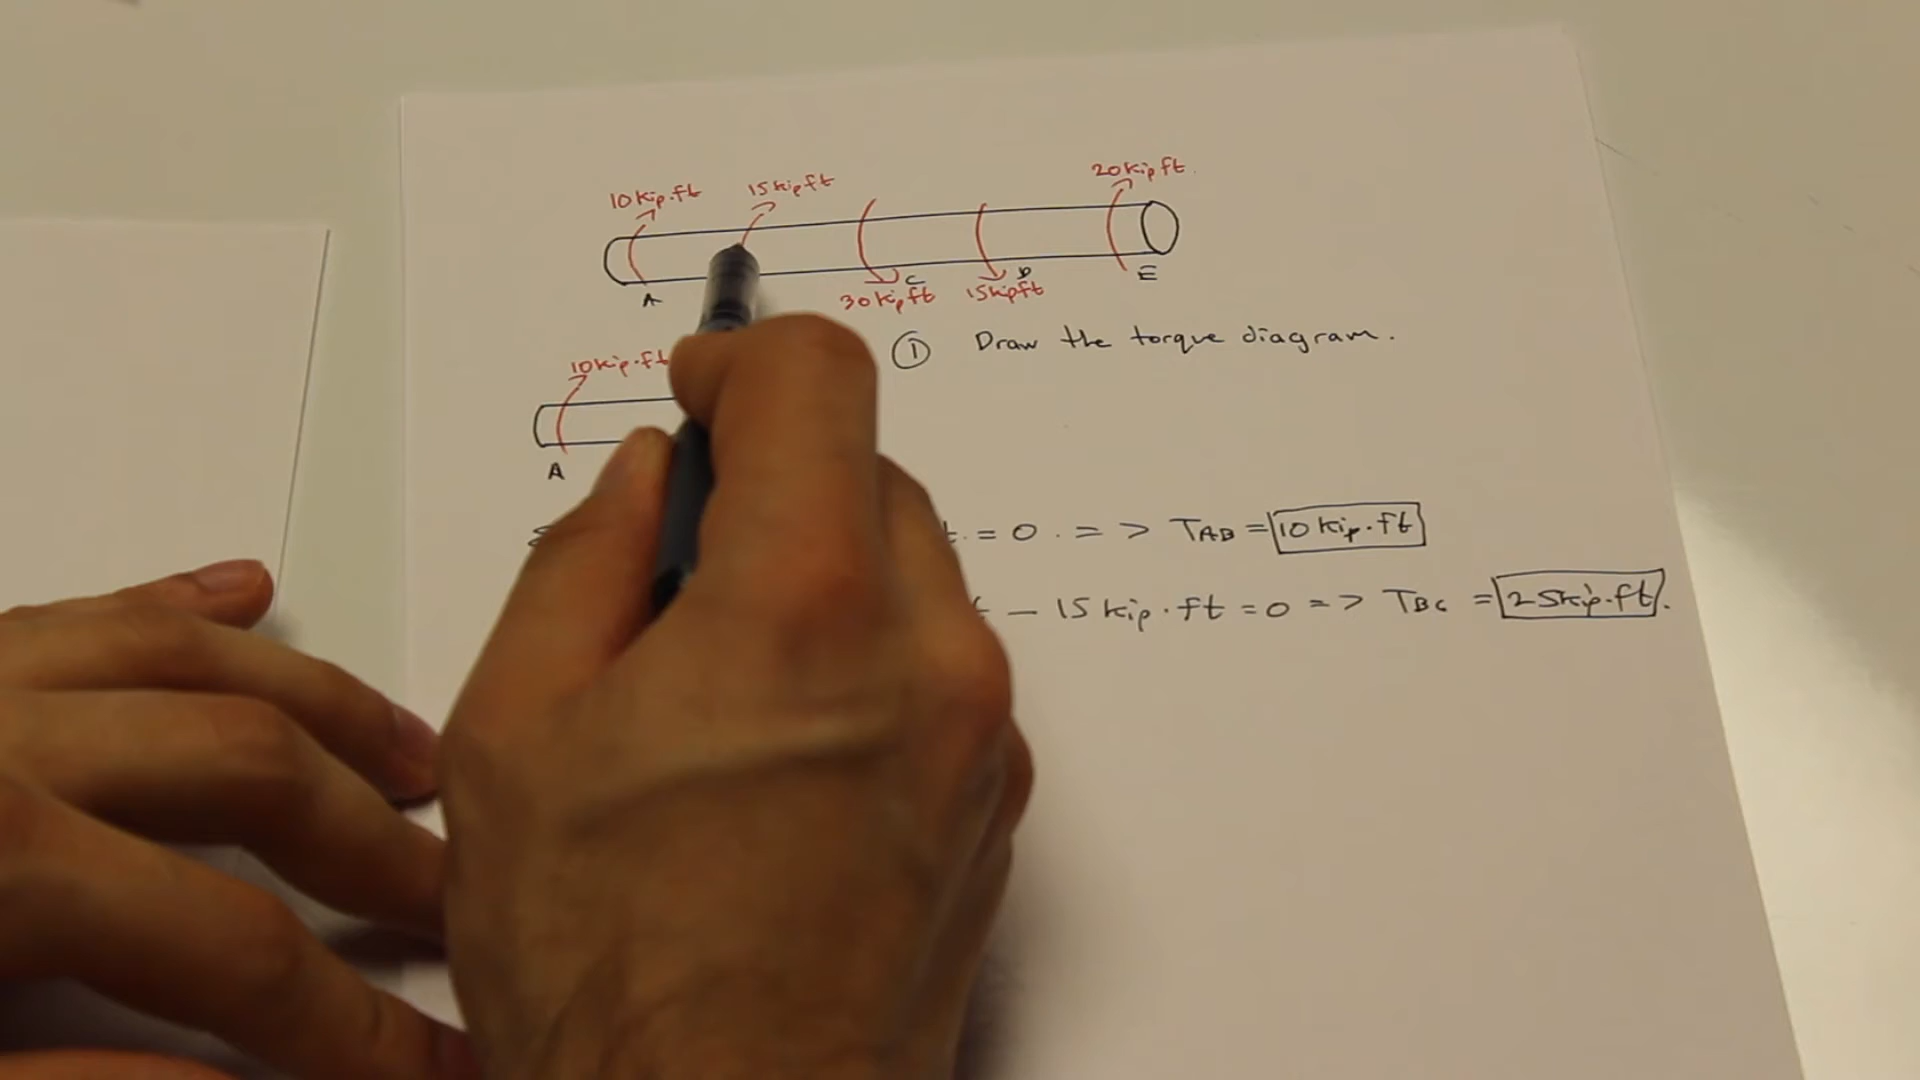 10 kip.ft 15 kip ft 20 kip ft.
A C D E
30 kip ft 15 kip ft
① Draw the torque diagram.
10 kip.ft
A
= 0. => TAB = 10 kip.ft
- 15 kip.ft = 0 => TBC = 25 kip.ft.